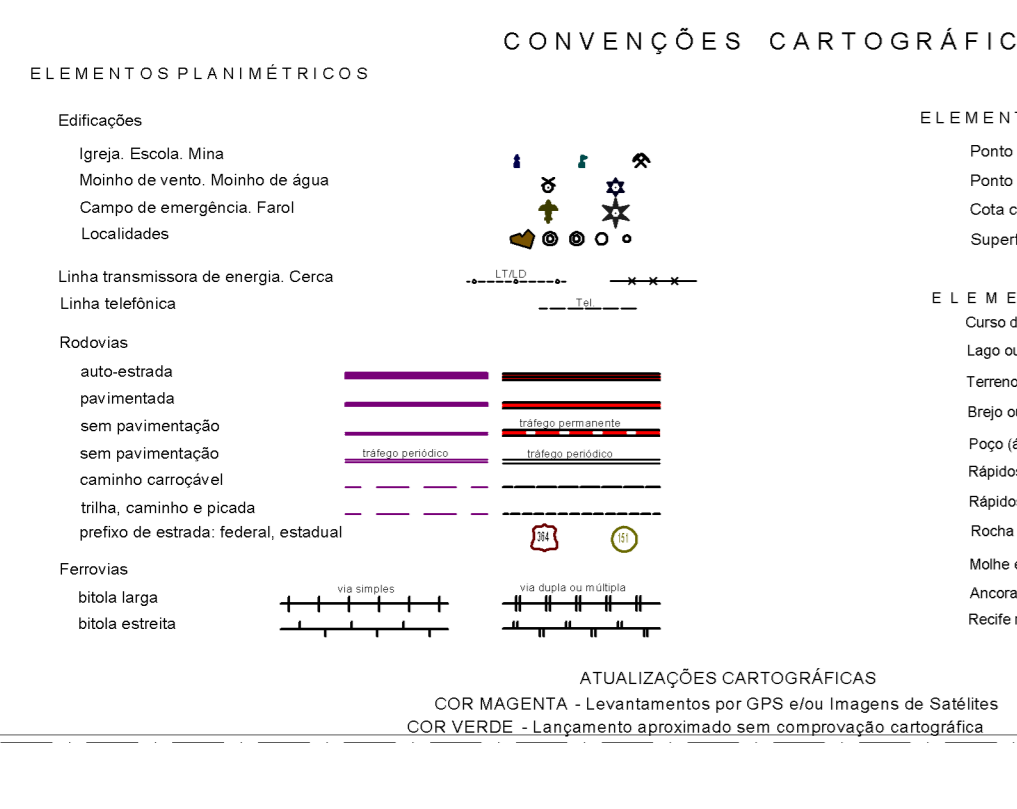 CONVENÇÕES CARTOGRÁFIC
ELEMENTOS PLANIMÉTRICOS
Edificações
Igreja. Escola. Mina
Moinho de vento. Moinho de água
Campo de emergência. Farol
Localidades
Linha transmissora de energia. Cerca
LT/LD
Linha telefônica
Tel.
Rodovias
auto-estrada
pavimentada
sem pavimentação
tráfego permanente
sem pavimentação
tráfego periódico
tráfego periódico
caminho carroçável
trilha, caminho e picada
prefixo de estrada: federal, estadual
364
151
Ferrovias
bitola larga
via simples
via dupla ou múltipla
bitola estreita
ELEMEN
Ponto
Ponto
Cota c
Super
ELEME
Curso d
Lago ou
Terreno
Brejo ou
Poço (á
Rápidos
Rápidos
Rocha
Molhe e
Ancora
Recife
ATUALIZAÇÕES CARTOGRÁFICAS
COR MAGENTA - Levantamentos por GPS e/ou Imagens de Satélites
COR VERDE - Lançamento aproximado sem comprovação cartográfica